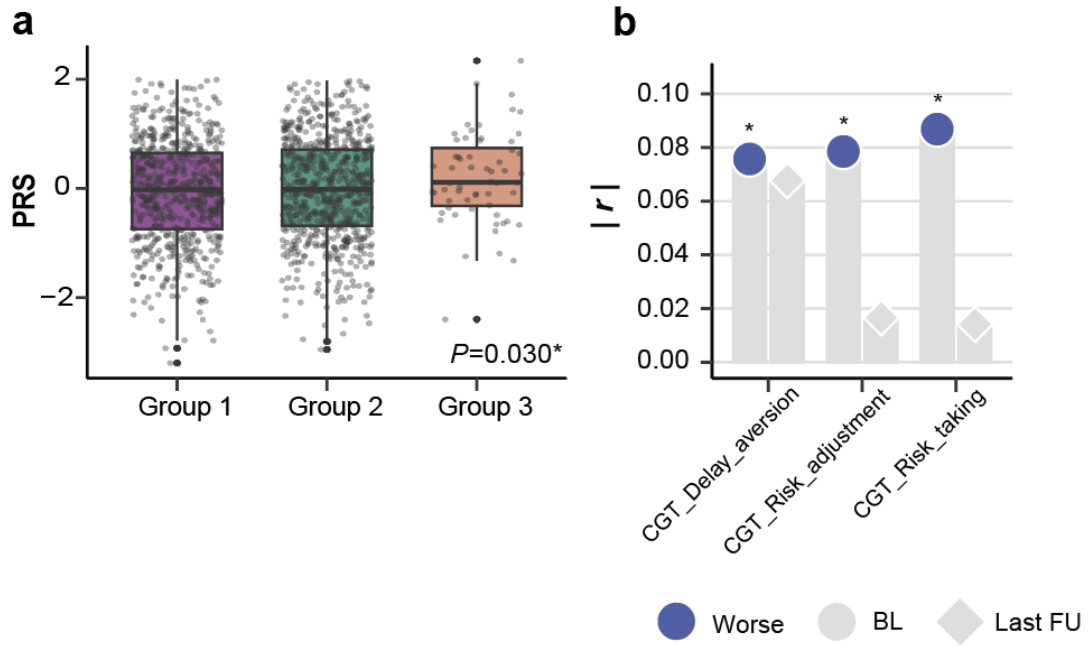 a
PRS
2
0
−2
P=0.030*
Group 1
Group 2
Group 3
b
| r |
0.10
0.08
0.06
0.04
0.02
0.00
*
*
*
CGT_Delay_aversion
CGT_Risk_adjustment
CGT_Risk_taking
Worse
BL
Last FU